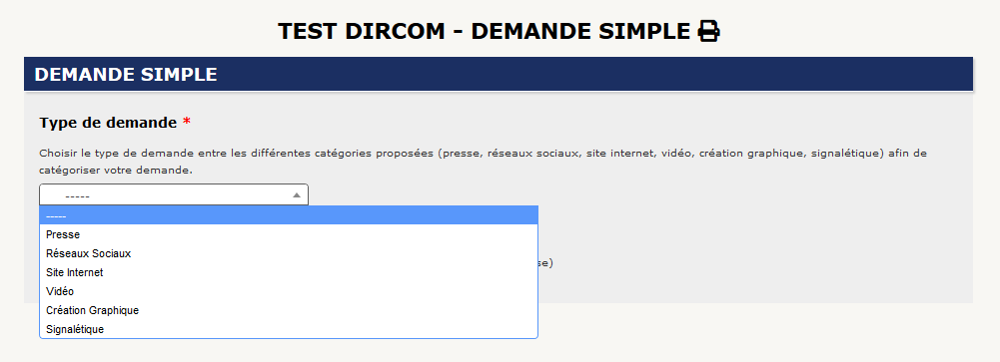 TEST DIRCOM - DEMANDE SIMPLE
DEMANDE SIMPLE
Type de demande *
Choisir le type de demande entre les différentes catégories proposées (presse, réseaux sociaux, site internet, vidéo, création graphique, signalétique) afin de
catégoriser votre demande.
-----
-----
Presse
Réseaux Sociaux
Site Internet
Vidéo
Création Graphique
Signalétique